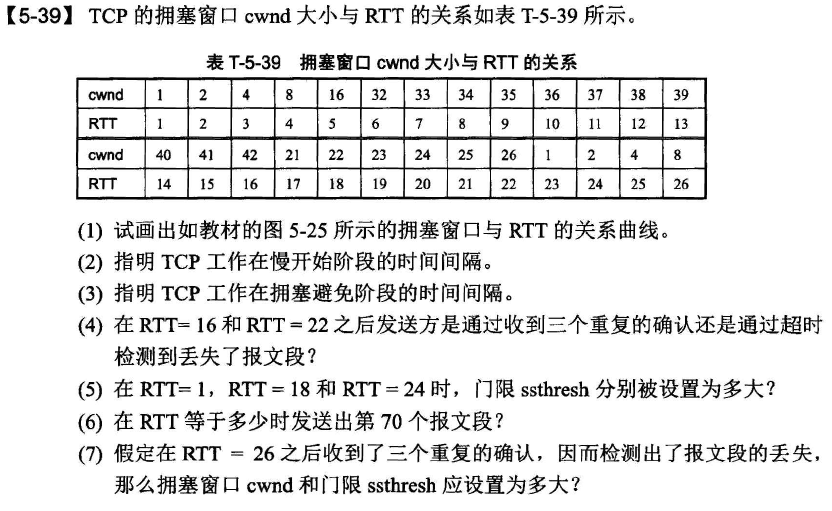 【5-39】 TCP 的拥塞窗口 cwnd 大小与 RTT 的关系如表 T-5-39 所示。
表 T-5-39 拥塞窗口 cwnd 大小与 RTT 的关系
cwnd 1 2 4 8 16 32 33 34 35 36 37 38 39
RTT 1 2 3 4 5 6 7 8 9 10 11 12 13
cwnd 40 41 42 21 22 23 24 25 26 1 2 4 8
RTT 14 15 16 17 18 19 20 21 22 23 24 25 26
(1) 试画出如教材的图 5-25 所示的拥塞窗口与 RTT 的关系曲线。
(2) 指明 TCP 工作在慢开始阶段的时间间隔。
(3) 指明 TCP 工作在拥塞避免阶段的时间间隔。
(4) 在 RTT= 16 和 RTT = 22 之后发送方是通过收到三个重复的确认还是通过超时
检测到丢失了报文段？
(5) 在 RTT= 1，RTT = 18 和 RTT = 24 时，门限 ssthresh 分别被设置为多大？
(6) 在 RTT 等于多少时发送出第 70 个报文段？
(7) 假定在 RTT = 26 之后收到了三个重复的确认，因而检测出了报文段的丢失，
那么拥塞窗口 cwnd 和门限 ssthresh 应设置为多大？